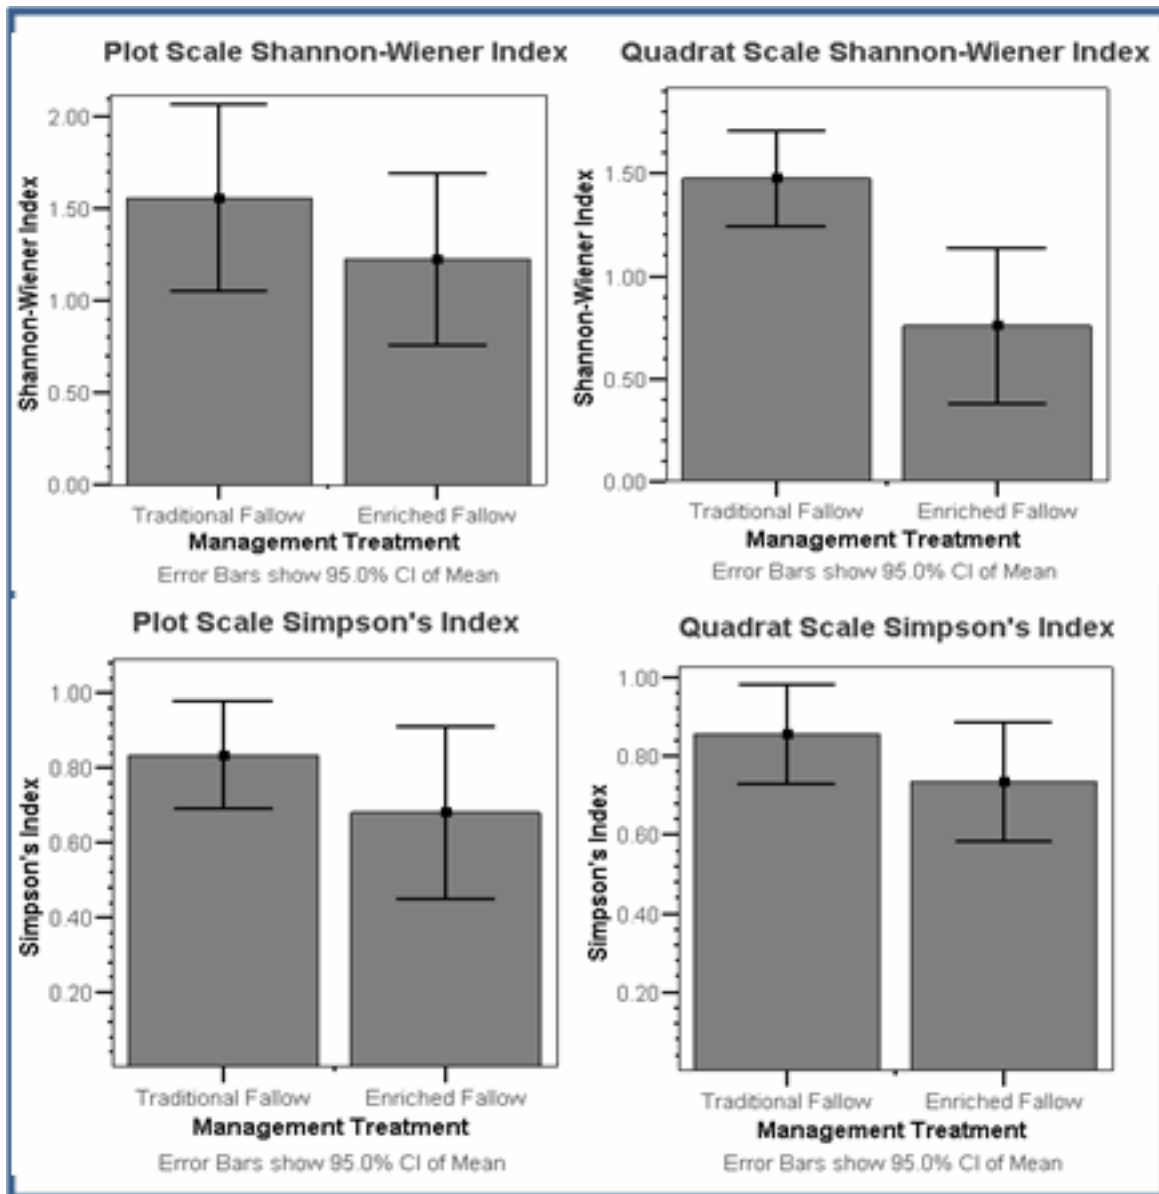 Plot Scale Shannon-Wiener Index
Shannon-Wiener Index
2.00
1.50
1.00
0.50
0.00
Traditional Fallow Enriched Fallow
Management Treatment
Error Bars show 95.0% CI of Mean
Quadrat Scale Shannon-Wiener Index
Shannon-Wiener Index
1.50
1.00
0.50
0.00
Traditional Fallow Enriched Fallow
Management Treatment
Error Bars show 95.0% CI of Mean
Plot Scale Simpson's Index
Simpson's Index
1.00
0.80
0.60
0.40
0.20
Traditional Fallow Enriched Fallow
Management Treatment
Error Bars show 95.0% CI of Mean
Quadrat Scale Simpson's Index
Simpson's Index
1.00
0.80
0.60
0.40
0.20
Traditional Fallow Enriched Fallow
Management Treatment
Error Bars show 95.0% CI of Mean